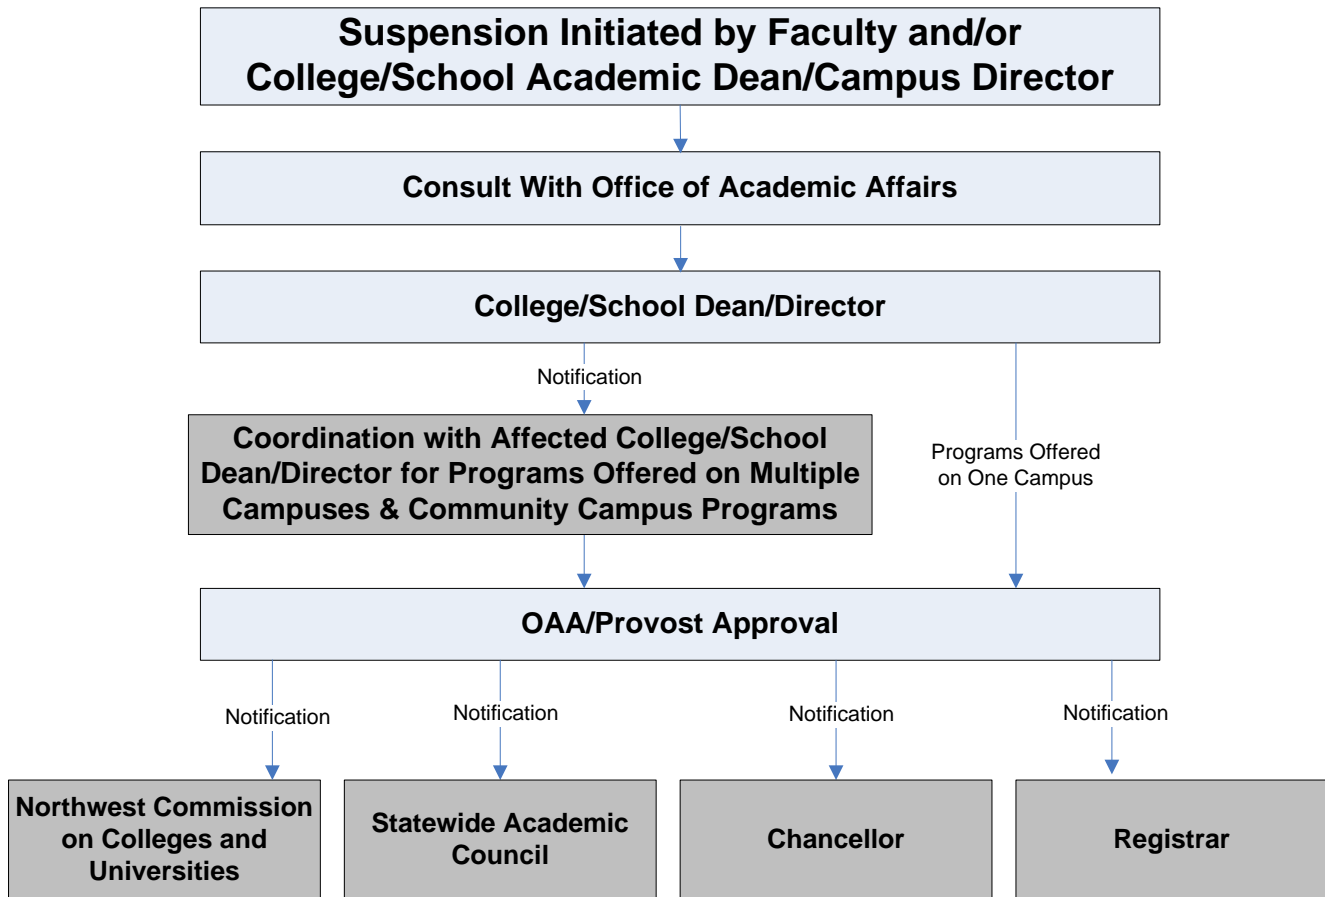 Suspension Initiated by Faculty and/or
College/School Academic Dean/Campus Director
Consult With Office of Academic Affairs
College/School Dean/Director
Notification
Coordination with Affected College/School
Dean/Director for Programs Offered on Multiple
Campuses & Community Campus Programs
Programs Offered
on One Campus
OAA/Provost Approval
Notification
Notification
Notification
Notification
Northwest Commission
on Colleges and
Universities
Statewide Academic
Council
Chancellor
Registrar